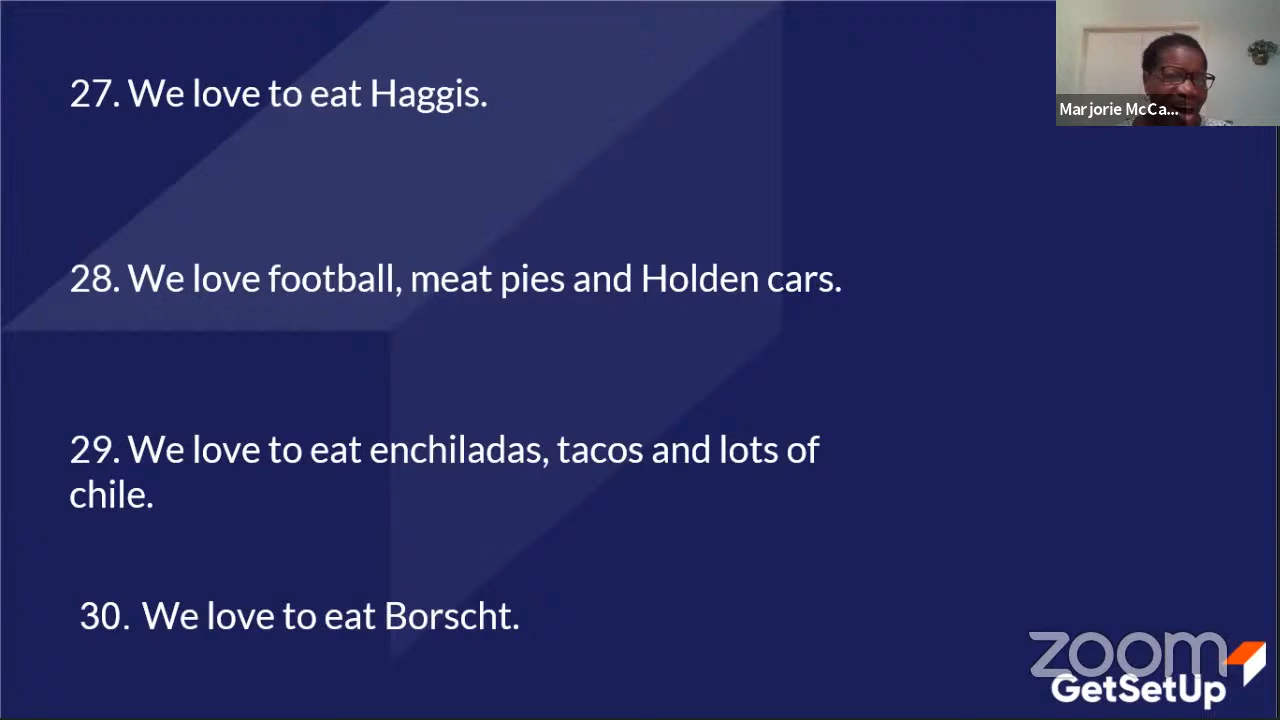 27. We love to eat Haggis.
Marjorie McCa...
28. We love football, meat pies and Holden cars.
29. We love to eat enchiladas, tacos and lots of
chile.
30. We love to eat Borscht.
zoom
GetSetUp